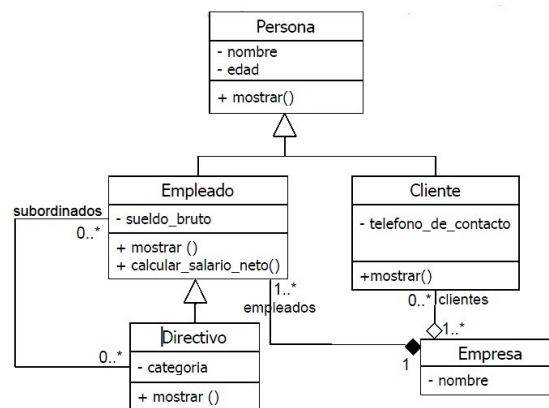 Persona
- nombre
- edad
+ mostrar()
Empleado
- sueldo_bruto
+ mostrar ()
+ calcular_salario_neto()
Cliente
- telefono_de_contacto
+mostrar()
subordinados
0..*
1..*
empleados
0..* clientes
1..*
Directivo
- categoria
+ mostrar ()
0..*
1
Empresa
- nombre